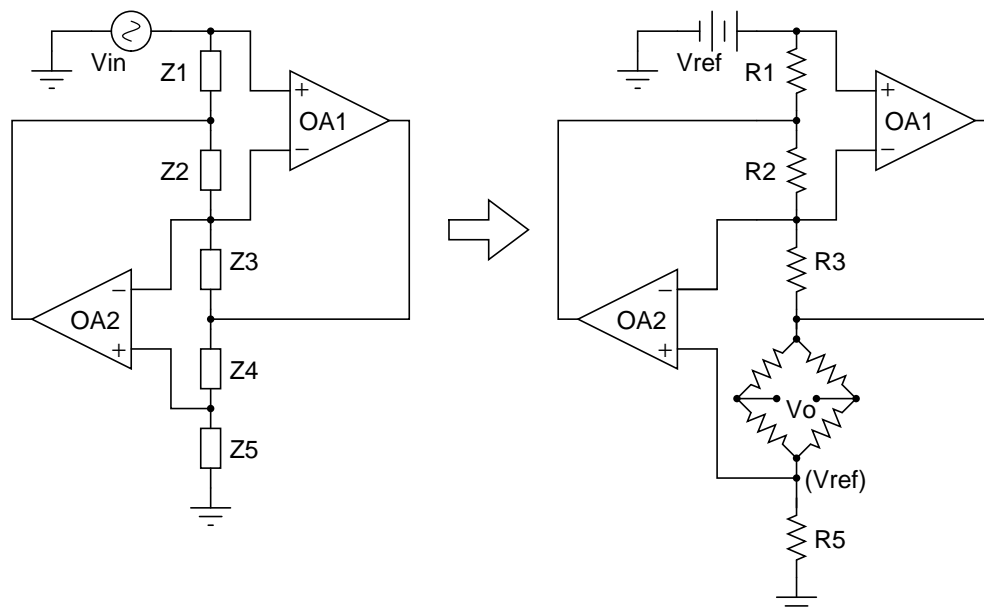 Vin
Z1
+
OA1
−
Z2
Z3
−
OA2
+
Z4
Z5
Vref
R1
+
OA1
−
R2
R3
−
OA2
+
Vo
(Vref)
R5